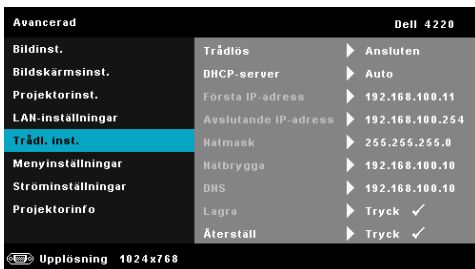 Avancerad Dell 4220
Bildinst. Trådlös Ansluten
Bildskärmsinst. DHCP-server Auto
Projektorinst. Första IP-adress 192.168.100.11
LAN-inställningar Avslutande IP-adress 192.168.100.254
Trådl. inst. Nätmask 255.255.255.0
Menyinställningar Nätbrygga 192.168.100.10
Ströminställningar DNS 192.168.100.10
Projektorinfo Lagra Tryck ✓
Återställ Tryck ✓
Upplösning 1024x768